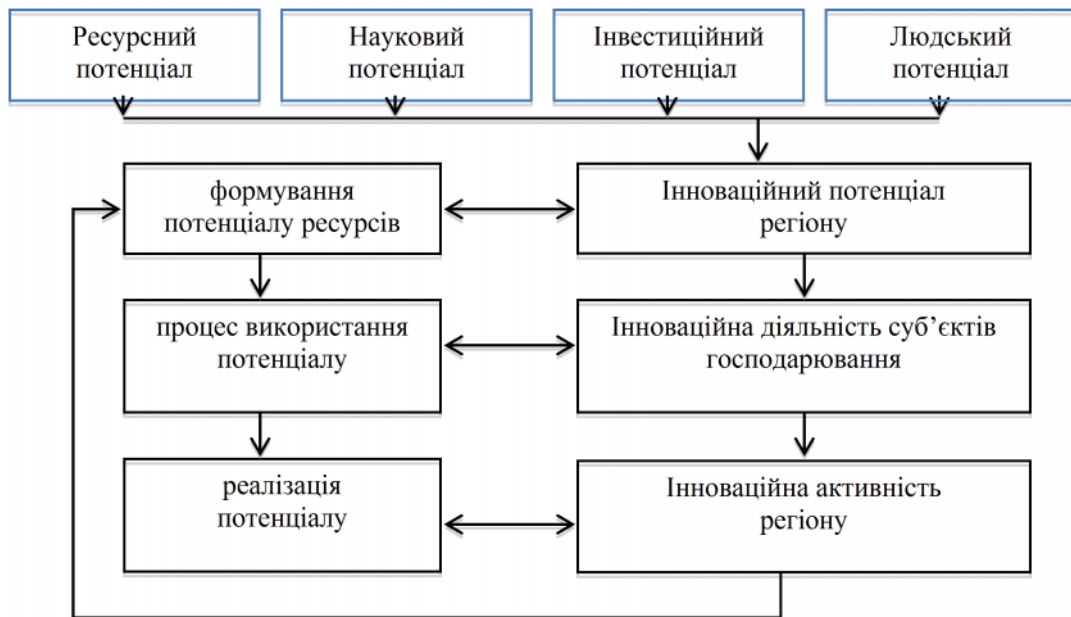 Ресурсний
потенціал
Науковий
потенціал
Інвестиційний
потенціал
Людський
потенціал
формування
потенціалу ресурсів
Інноваційний потенціал
регіону
процес використання
потенціалу
Інноваційна діяльність суб’єктів
господарювання
реалізація
потенціалу
Інноваційна активність
регіону